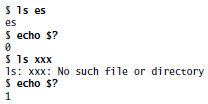 $ ls es
es
$ echo $?
0
$ ls xxx
ls: xxx: No such file or directory
$ echo $?
1